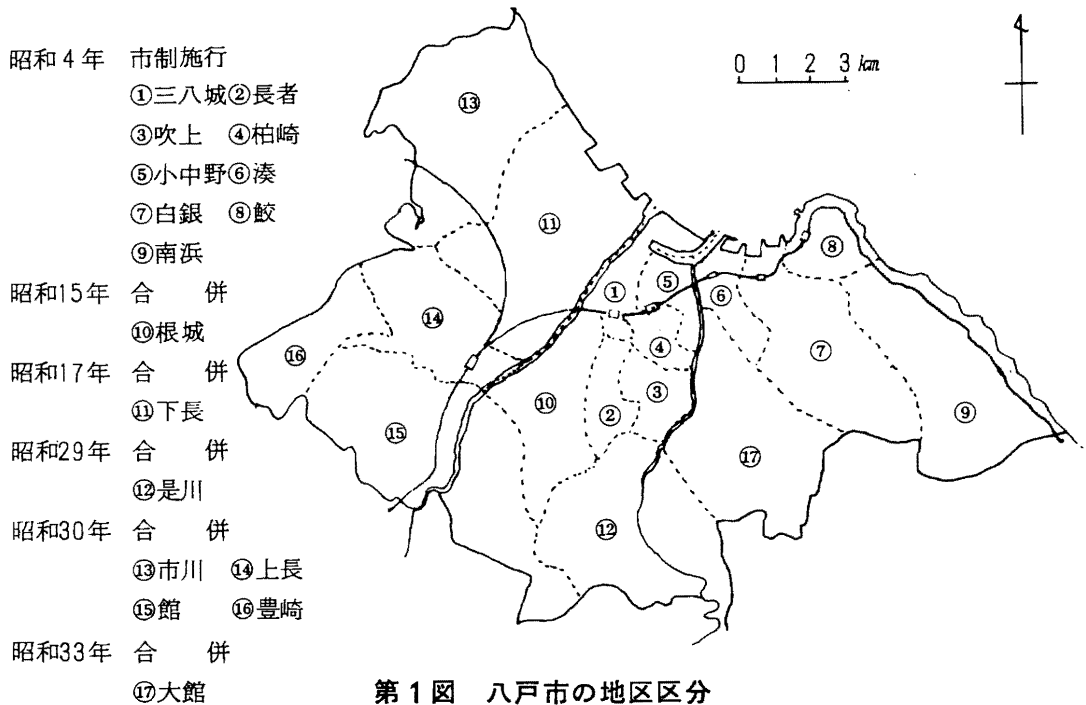 昭和4年 市制施行
①三八城②長者
③吹上 ④柏崎
⑤小中野⑥湊
⑦白銀 ⑧鮫
⑨南浜
昭和15年 合 併
⑩根城
昭和17年 合 併
⑪下長
昭和29年 合 併
⑫是川
昭和30年 合 併
⑬市川 ⑭上長
⑮館 ⑯豊崎
昭和33年 合 併
⑰大館
0 1 2 3 km
⑬
⑪
⑧
①
⑤
⑥
⑭
④
⑦
⑯
③
⑩
②
⑨
⑮
⑰
⑫
第1図 八戸市の地区区分